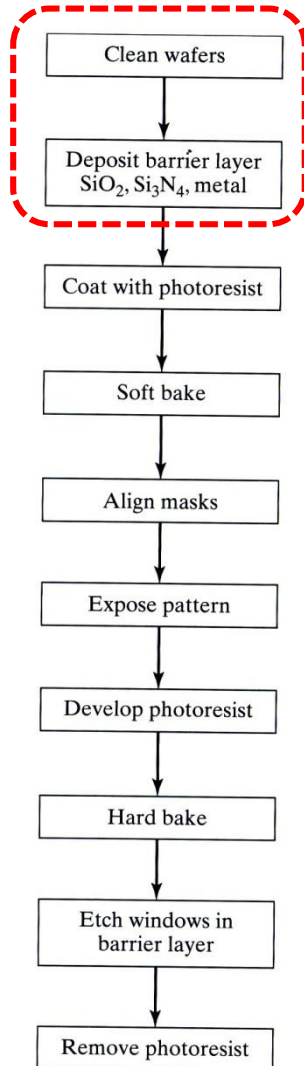 Clean wafers
Deposit barrier layer
SiO₂, Si₃N₄, metal
Coat with photoresist
Soft bake
Align masks
Expose pattern
Develop photoresist
Hard bake
Etch windows in
barrier layer
Remove photoresist